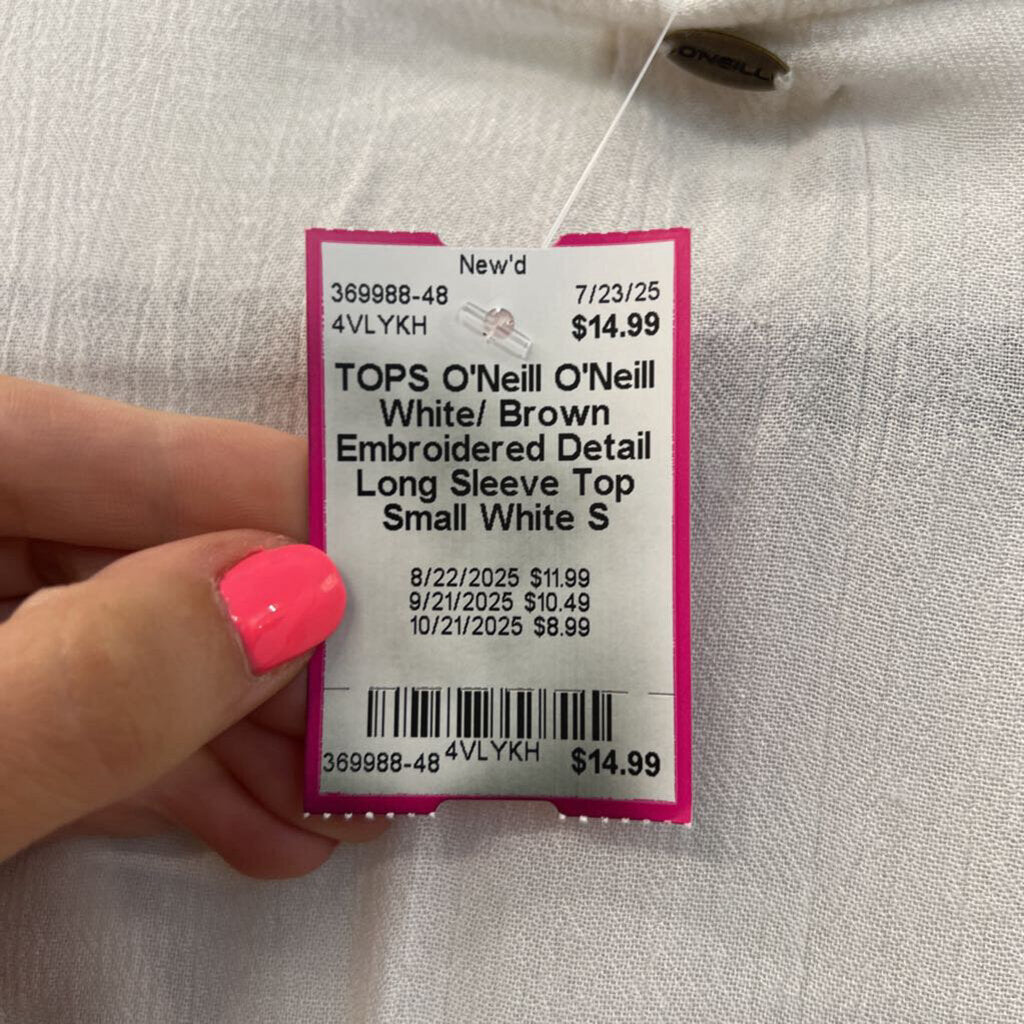 O'NEILL
New'd
369988-48 7/23/25
4VLYKH $14.99
TOPS O'Neill O'Neill
White/ Brown
Embroidered Detail
Long Sleeve Top
Small White S
8/22/2025 $11.99
9/21/2025 $10.49
10/21/2025 $8.99
369988-48 4VLYKH $14.99